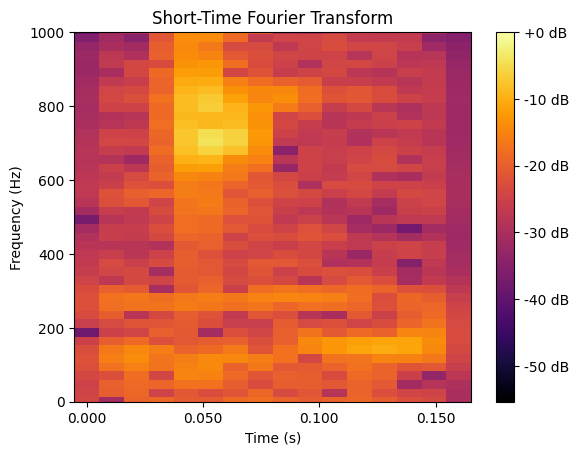 Short-Time Fourier Transform
Frequency (Hz)
1000
800
600
400
200
0
0.000
0.050
0.100
0.150
Time (s)
+0 dB
-10 dB
-20 dB
-30 dB
-40 dB
-50 dB